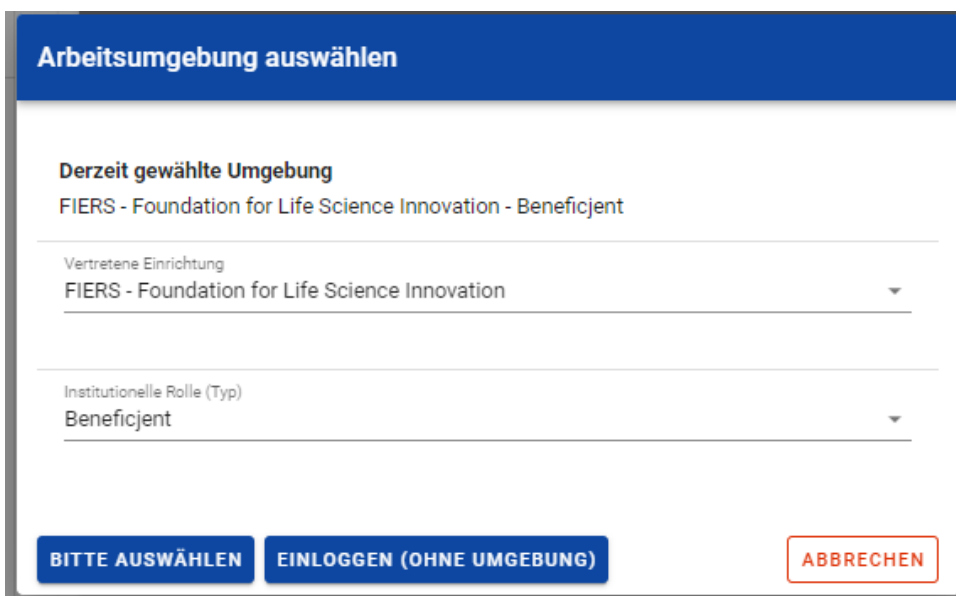 Arbeitsumgebung auswählen
Derzeit gewählte Umgebung
FIERS - Foundation for Life Science Innovation - Beneficjent
Vertretene Einrichtung
FIERS - Foundation for Life Science Innovation
Institutionelle Rolle (Typ)
Beneficjent
BITTE AUSWÄHLEN EINLOGGEN (OHNE UMGEBUNG) ABBRECHEN